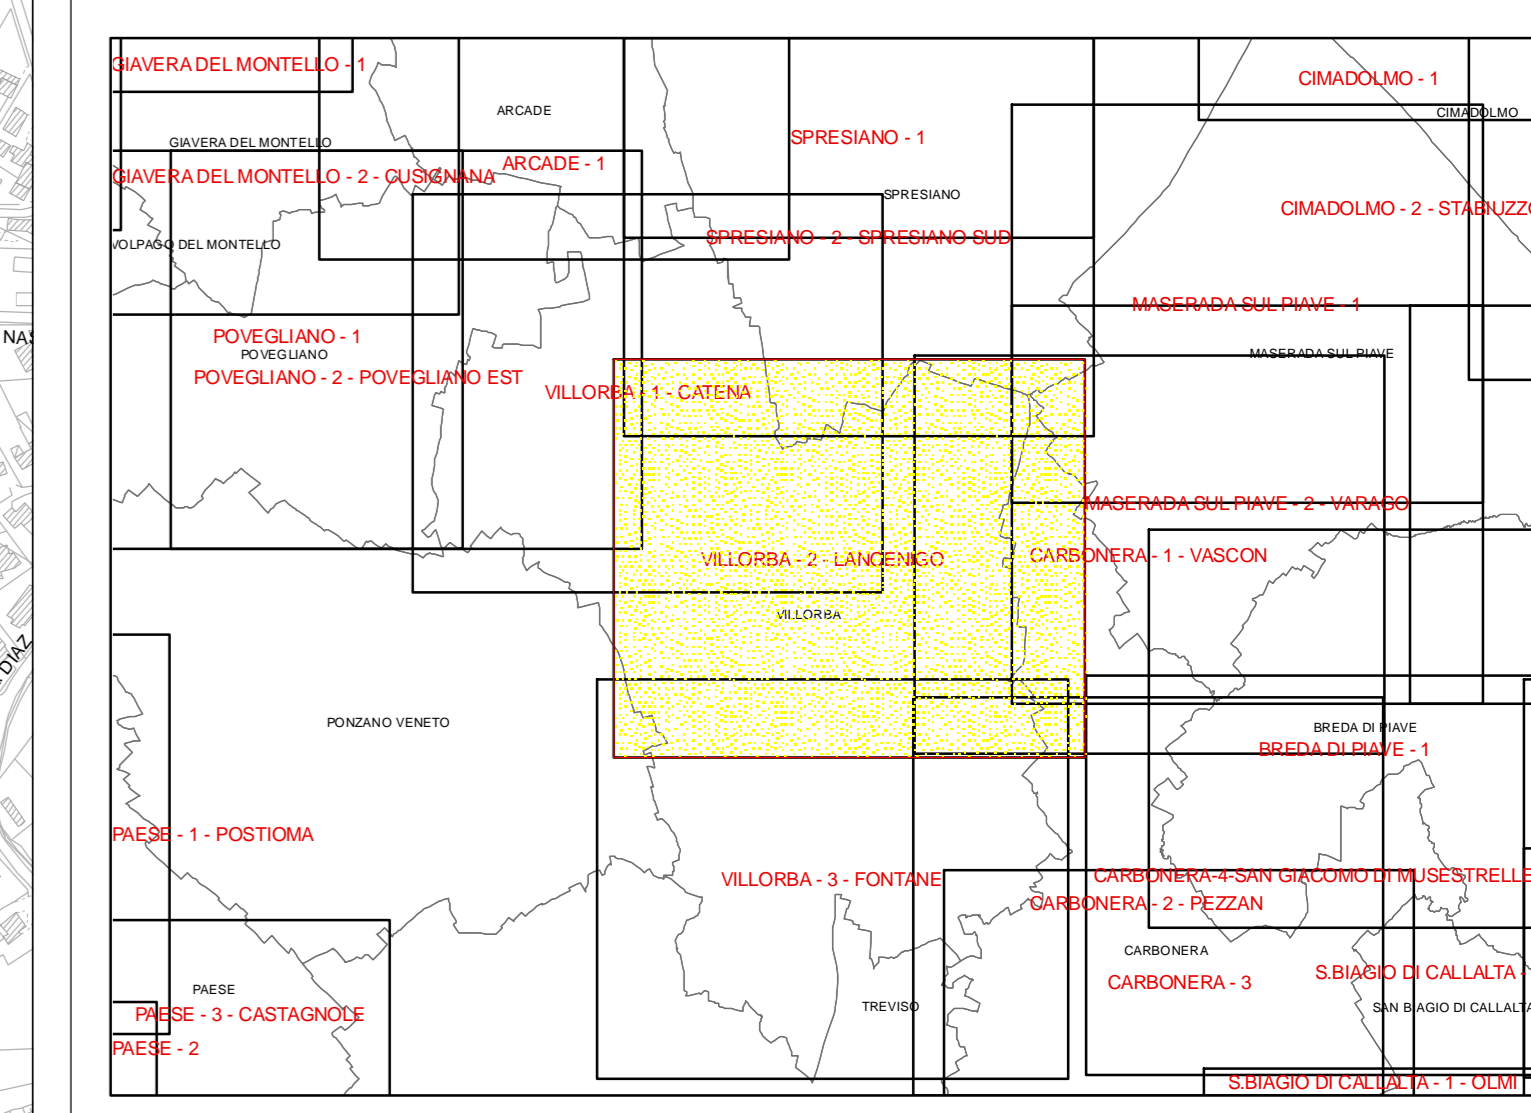 GIAVERA DEL MONTELLO - 1
CIMADOLMO - 1
ARCADE
CIMADOLMO
SPRESIANO - 1
GIAVERA DEL MONTELLO
ARCADE - 1
GIAVERA DEL MONTELLO - 2 - CUSIGNANA
SPRESIANO
CIMADOLMO - 2 - STABIUZZO
SPRESIANO - 2 - SPRESIANO SUD
VOLPAGO DEL MONTELLO
MASERADA SUL PIAVE - 1
POVEGLIANO - 1
POVEGLIANO
MASERADA SUL PIAVE
POVEGLIANO - 2 - POVEGLIANO EST
VILLORBA - 1 - CATENA
MASERADA SUL PIAVE - 2 - VARAGO
VILLORBA - 2 - LANCENIGO
CARBONERA - 1 - VASCON
VILLORBA
DIAZ
PONZANO VENETO
BREDA DI PIAVE
BREDA DI PIAVE - 1
PAESE - 1 - POSTIOMA
VILLORBA - 3 - FONTANE
CARBONERA-4-SAN GIACOMO DI MUSESTRELLE
CARBONERA - 2 - PEZZAN
CARBONERA
S.BIAGIO DI CALLALTA -
CARBONERA - 3
PAESE
TREVISO
SAN BIAGIO DI CALLALTA
PAESE - 3 - CASTAGNOLE
PAESE - 2
S.BIAGIO DI CALLALTA - 1 - OLMI